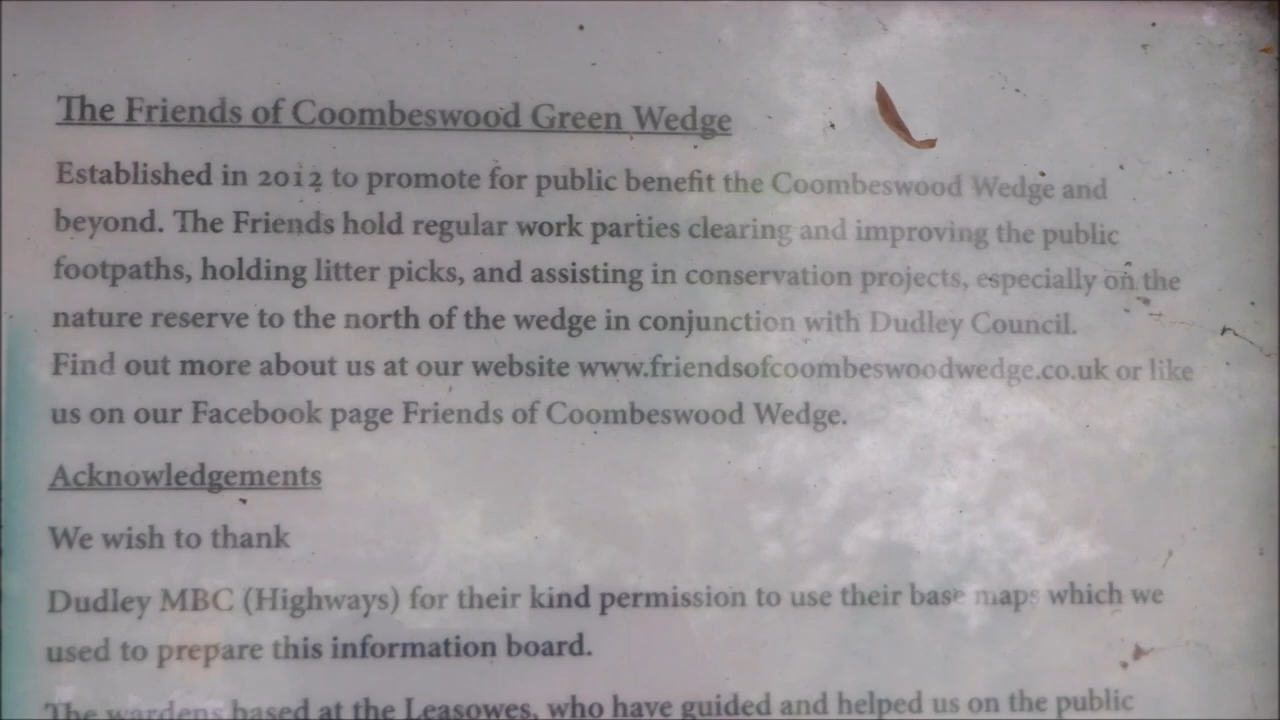 The Friends of Coombeswood Green Wedge
Established in 2012 to promote for public benefit the Coombeswood Wedge and
beyond. The Friends hold regular work parties clearing and improving the public
footpaths, holding litter picks, and assisting in conservation projects, especially on the
nature reserve to the north of the wedge in conjunction with Dudley Council.
Find out more about us at our website www.friendsofcoombeswoodwedge.co.uk or like
us on our Facebook page Friends of Coombeswood Wedge.
Acknowledgements
We wish to thank
Dudley MBC (Highways) for their kind permission to use their base maps which we
used to prepare this information board.
The wardens based at the Leasowes, who have guided and helped us on the public